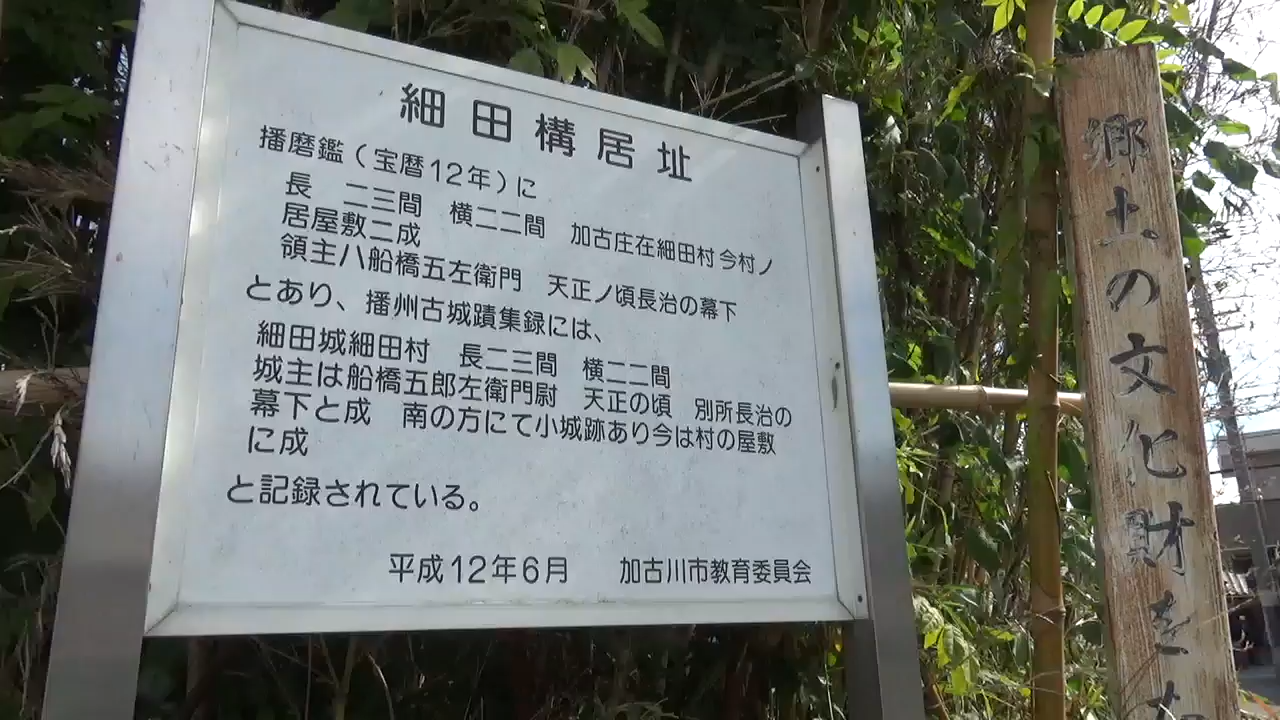 細田構居址
播磨鑑(宝暦12年)に
長 二三間 横二二間 加古庄在細田村今村ノ
居屋敷ニ成
領主八船橋五左衛門 天正ノ頃長治の幕下
とあり、播州古城蹟集録には、
細田城細田村 長二三間 横二二間
城主は船橋五郎左衛門尉 天正の頃 別所長治の
幕下と成 南の方にて小城跡あり今は村の屋敷
に成
と記録されている。
平成12年6月 加古川市教育委員会
郷土の文化財を